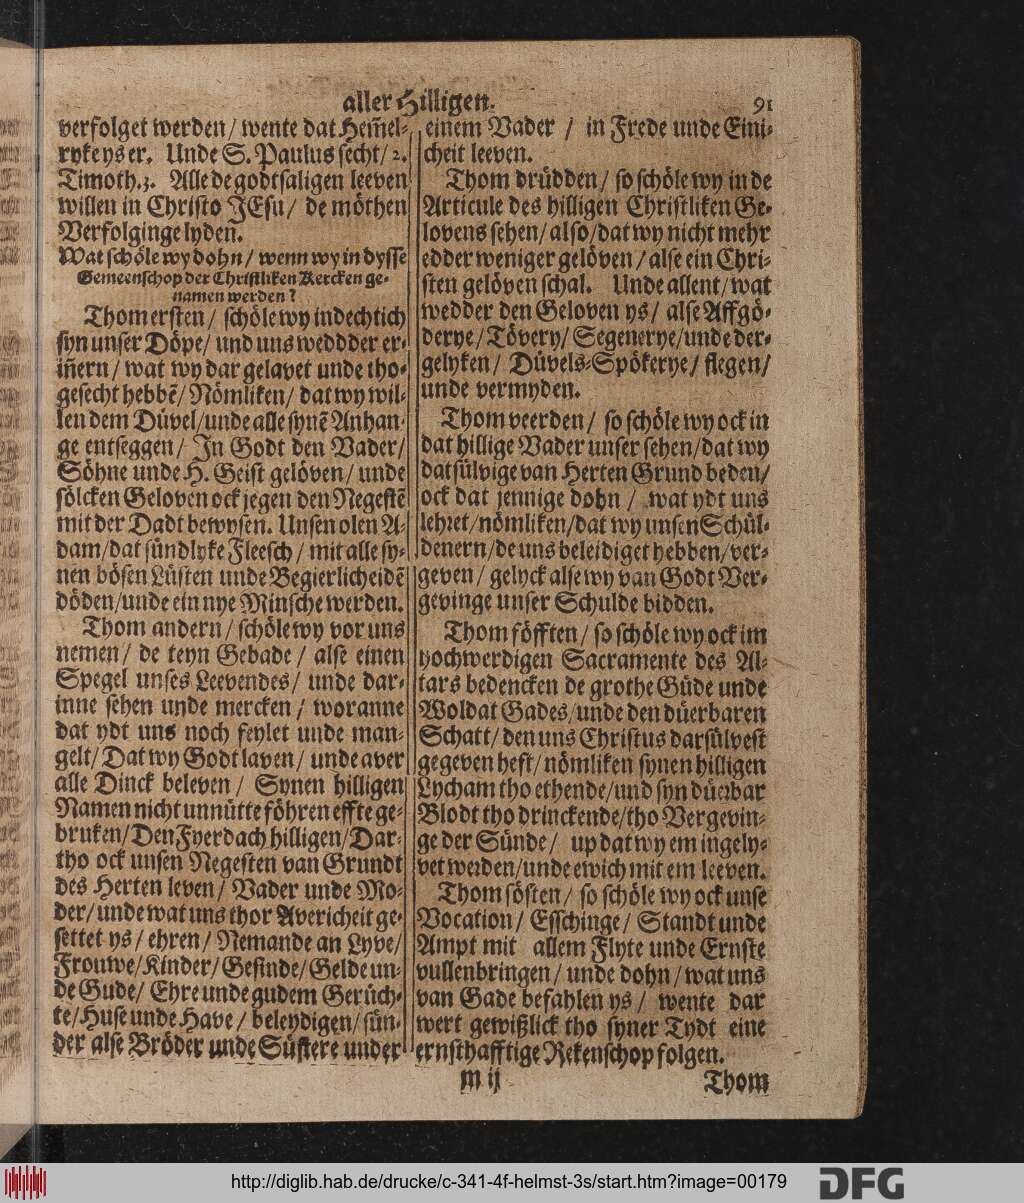 aller Hilligen.
91
verfolget werden / wente dat Hem̃el-
ryke ys er. Unde S. Paulus secht / 2.
Timoth. 3. Alle de godtsaligen leeven
willen in Christo JEsu / de möthen
Verfolginge lyden.
Wat schöle wy dohn / wenn wy in dysse
Gemeenschop der Christliken Kercken ge-
namen werden?
Thom ersten / schöle wy indechtich
syn unser Döpe / und uns weddder er-
iñern / wat wy dar gelavet unde tho-
gesecht hebbē / Nömliken / dat wy wil-
len dem Düvel / unde alle synē Anhan-
ge entseggen / In Godt den Vader /
Söhne unde H. Geist gelöven / unde
sölcken Geloven ock jegen den Negestē
mit der Dadt bewysen. Unsen olen A-
dam / dat sündlyke Fleesch / mit alle sy-
nen bösen Lüsten unde Begierlicheidē
döden / unde ein nye Minsche werden.
Thom andern / schöle wy vor uns
nemen / de teyn Gebade / alse einen
Spegel unses Leevendes / unde dar-
inne sehen unde mercken / woranne
dat ydt uns noch feylet unde man-
gelt / Dat wy Godt laven / unde aver
alle Dinck beleven / Synen hilligen
Namen nicht unnütte föhren effte ge-
bruken / Den Fyerdach hilligen / Dar-
tho ock unsen Negesten van Grundt
des Herten leven / Vader unde Mo-
der / unde wat uns thor Avericheit ge-
settet ys / ehren / Nemande an Lyve /
Frouwe / Kinder / Gesinde / Gelde un-
de Gude / Ehre unde gudem Gerüch-
te / Huse unde Have / beleydigen / sün-
der alse Bröder unde Süstere under
einem Vader / in Frede unde Eini-
cheit leeven.
Thom drüdden / so schöle wy in de
Articule des hilligen Christliken Ge-
lovens sehen / also / dat wy nicht mehr
edder weniger gelöven / alse ein Chri-
sten gelöven schal. Unde allent / wat
wedder den Geloven ys / alse Affgö-
derye / Tövery / Segenerye / unde der-
gelyken / Düvels-Spökerye / flegen /
unde vermyden.
Thom veerden / so schöle wy ock in
dat hillige Vader unser sehen / dat wy
datsülvige van Herten Grund beden /
ock dat jennige dohn / wat ydt uns
lehret / nömliken / dat wy unsen Schül-
denern / de uns beleidiget hebben / ver-
geven / gelyck alse wy van Godt Ver-
gevinge unser Schulde bidden.
Thom föfften / so schöle wy ock im
hochwerdigen Sacramente des Al-
tars bedencken de grothe Güde unde
Woldat Gades / unde den düerbaren
Schatt / den uns Christus darsülvest
gegeven heft / nömliken synen hilligen
Lycham tho ethende / und syn düerbar
Blodt tho drinckende / tho Vergevin-
ge der Sünde / up dat wy em ingely-
vet werden / unde ewich mit em leeven.
Thom sösten / so schöle wy ock unse
Vocation / Esschinge / Standt unde
Ampt mit allem Flyte unde Ernste
vullenbringen / unde dohn / wat uns
van Gade befahlen ys / wente dar
wert gewißlick tho syner Tydt eine
ernsthafftige Rekenschop folgen.
M ij
Thom
http://diglib.hab.de/drucke/c-341-4f-helmst-3s/start.htm?image=00179
DFG